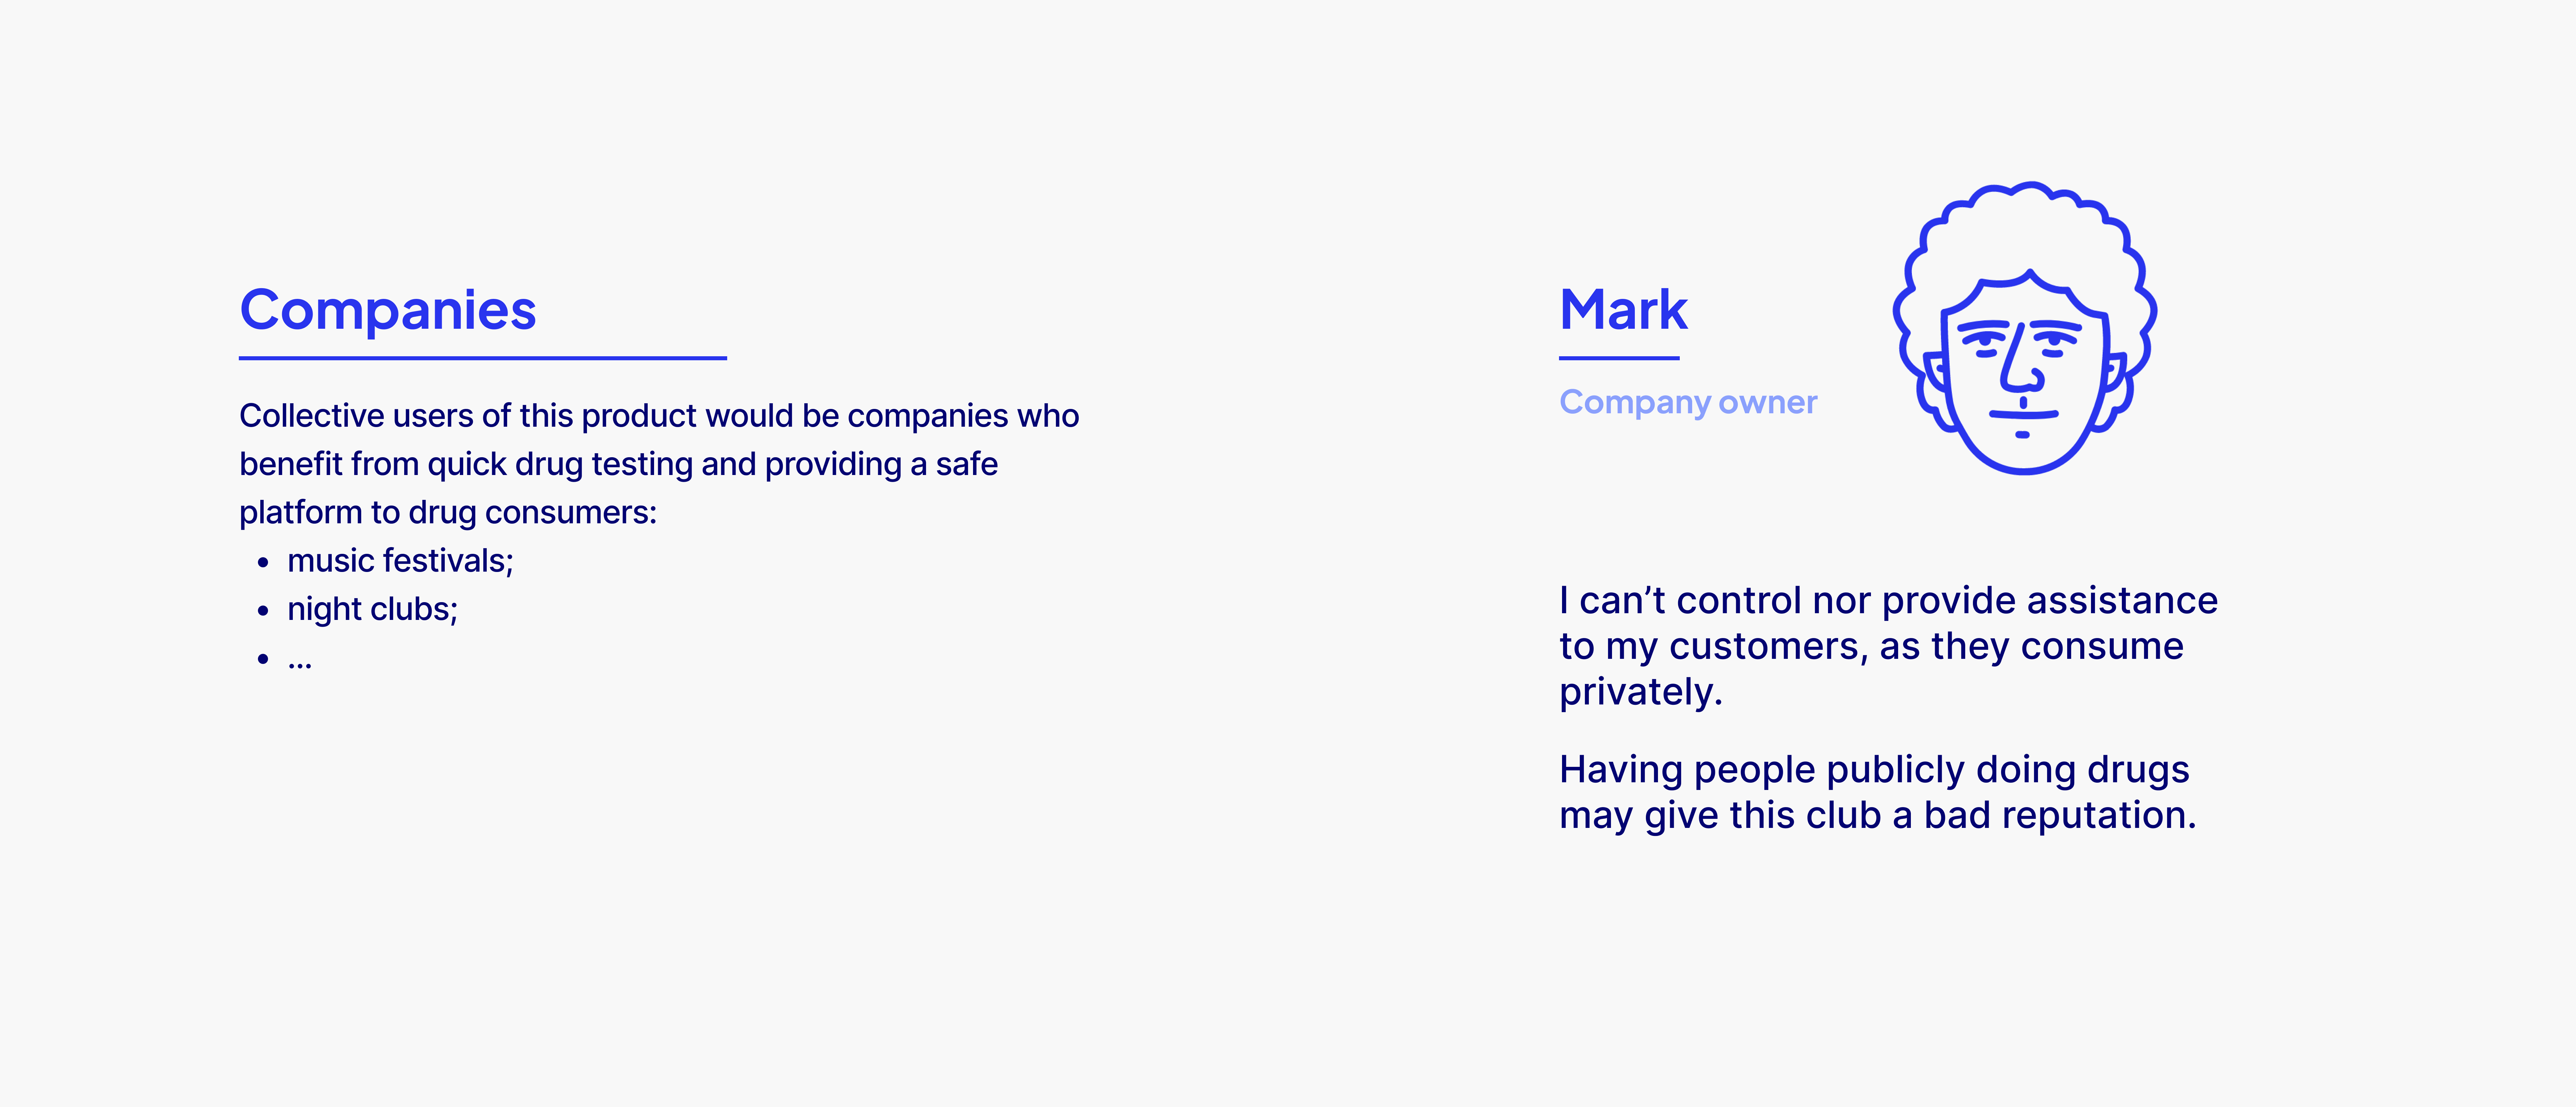 Companies
Collective users of this product would be companies who
benefit from quick drug testing and providing a safe
platform to drug consumers:
• music festivals;
• night clubs;
• ...
Mark
Company owner
I can’t control nor provide assistance
to my customers, as they consume
privately.
Having people publicly doing drugs
may give this club a bad reputation.